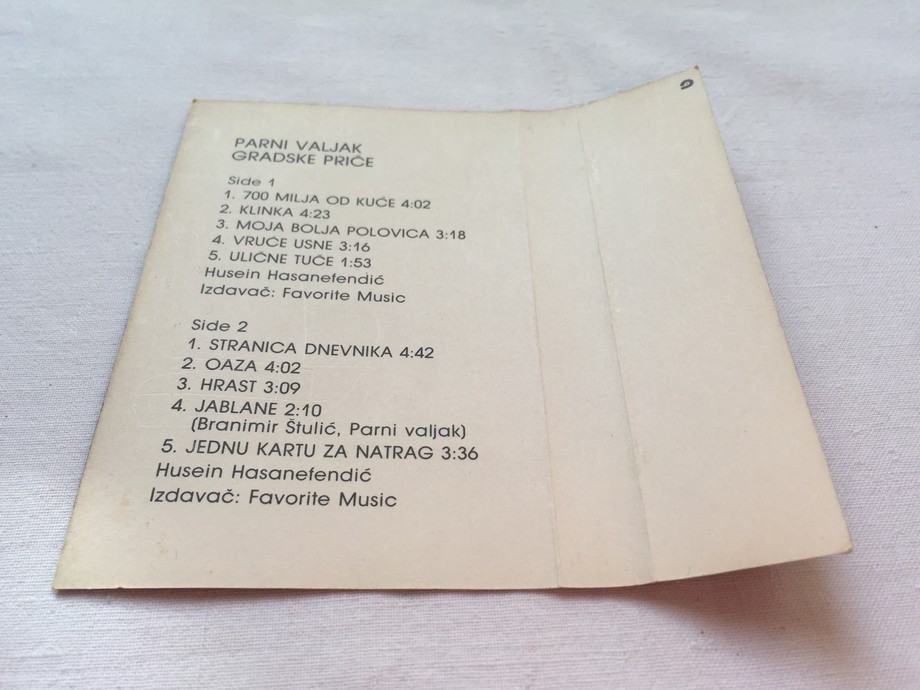 PARNI VALJAK
GRADSKE PRIČE
Side 1
1. 700 MILJA OD KUĆE 4:02
2. KLINKA 4:23
3. MOJA BOLJA POLOVICA 3:18
4. VRUĆE USNE 3:16
5. ULIČNE TUČE 1:53
Husein Hasanefendić
Izdavač: Favorite Music
Side 2
1. STRANICA DNEVNIKA 4:42
2. OAZA 4:02
3. HRAST 3:09
4. JABLANE 2:10
(Branimir Štulić, Parni valjak)
5. JEDNU KARTU ZA NATRAG 3:36
Husein Hasanefendić
Izdavač: Favorite Music